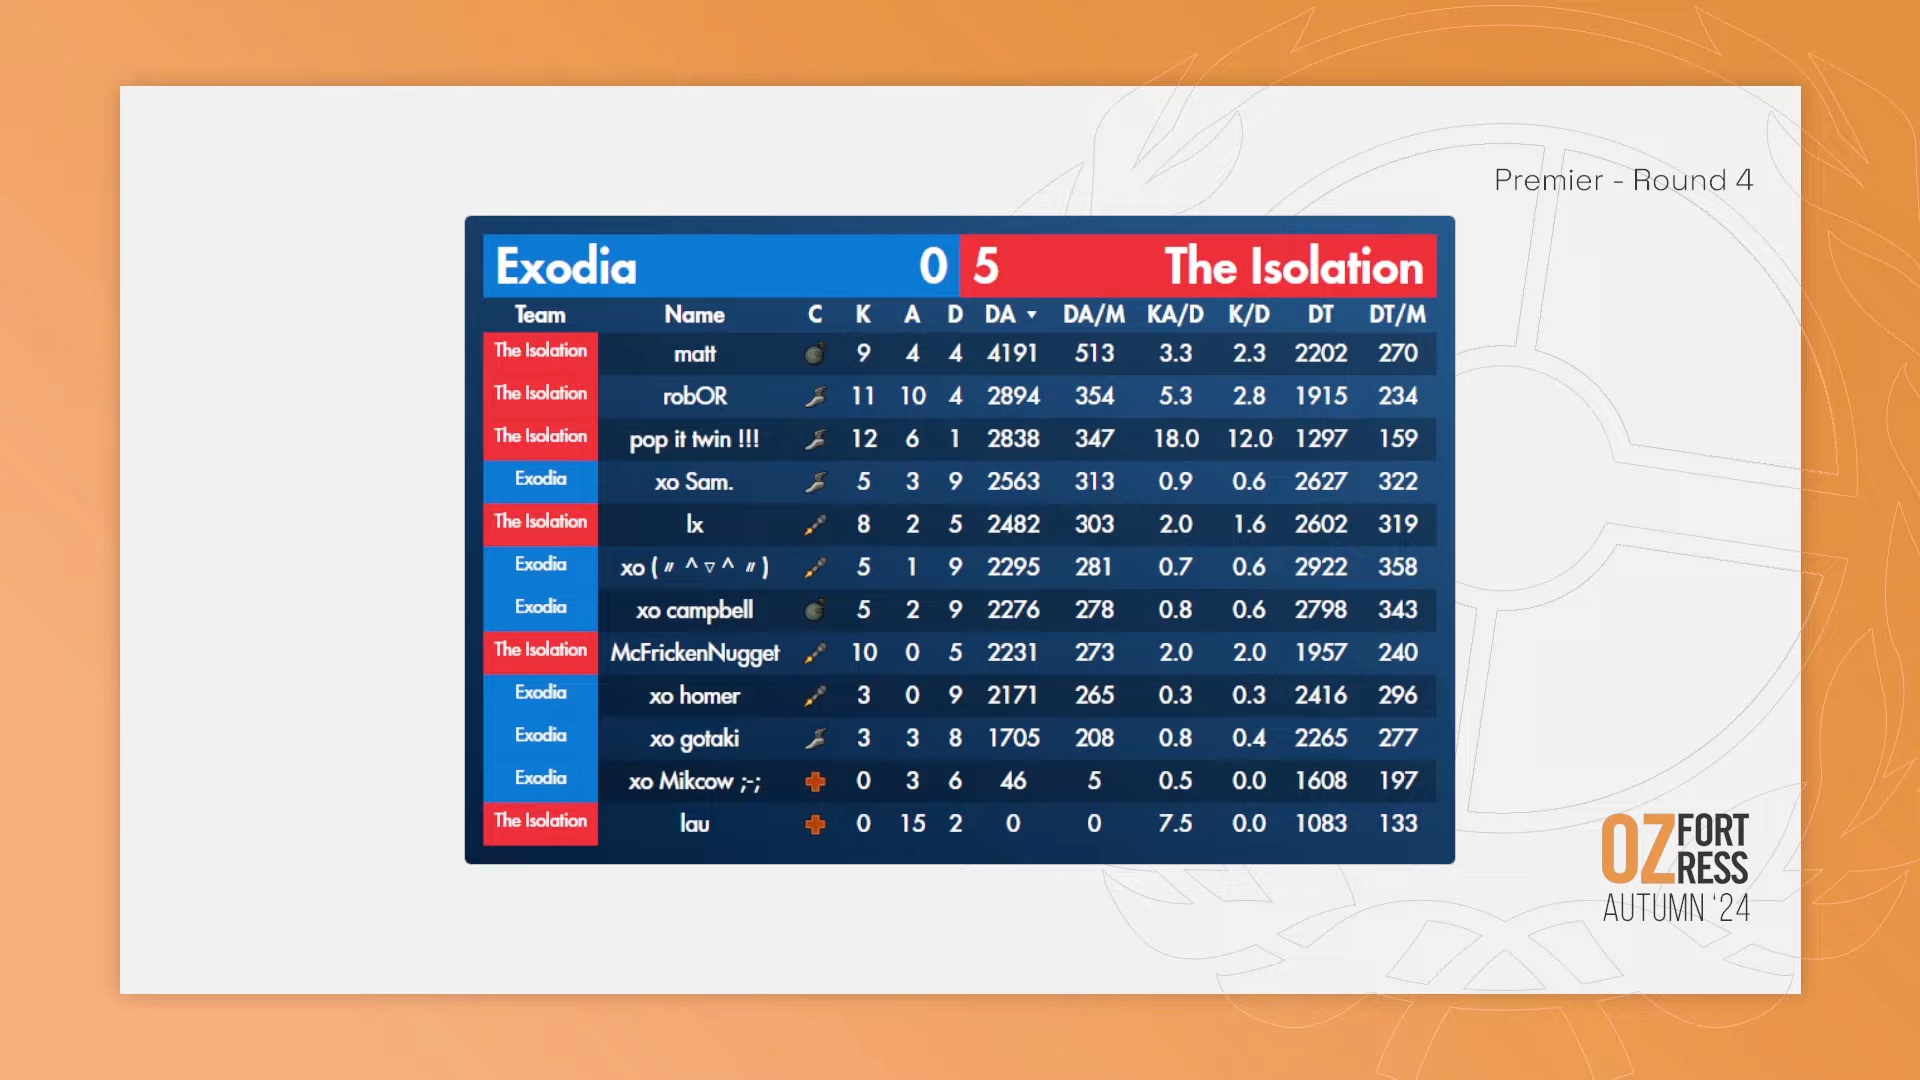 Premier - Round 4
Exodia 0 5 The Isolation
Team Name C K A D DA ▼ DA/M KA/D K/D DT DT/M
The Isolation matt 9 4 4 4191 513 3.3 2.3 2202 270
The Isolation robOR 11 10 4 2894 354 5.3 2.8 1915 234
The Isolation pop it twin !!! 12 6 1 2838 347 18.0 12.0 1297 159
Exodia xo Sam. 5 3 9 2563 313 0.9 0.6 2627 322
The Isolation lx 8 2 5 2482 303 2.0 1.6 2602 319
Exodia xo (〃^▽^〃) 5 1 9 2295 281 0.7 0.6 2922 358
Exodia xo campbell 5 2 9 2276 278 0.8 0.6 2798 343
The Isolation McFrickenNugget 10 0 5 2231 273 2.0 2.0 1957 240
Exodia xo homer 3 0 9 2171 265 0.3 0.3 2416 296
Exodia xo gotaki 3 3 8 1705 208 0.8 0.4 2265 277
Exodia xo Mikcow ;-; 0 3 6 46 5 0.5 0.0 1608 197
The Isolation lau 0 15 2 0 0 7.5 0.0 1083 133
OZFORT
RESS
AUTUMN ‘24